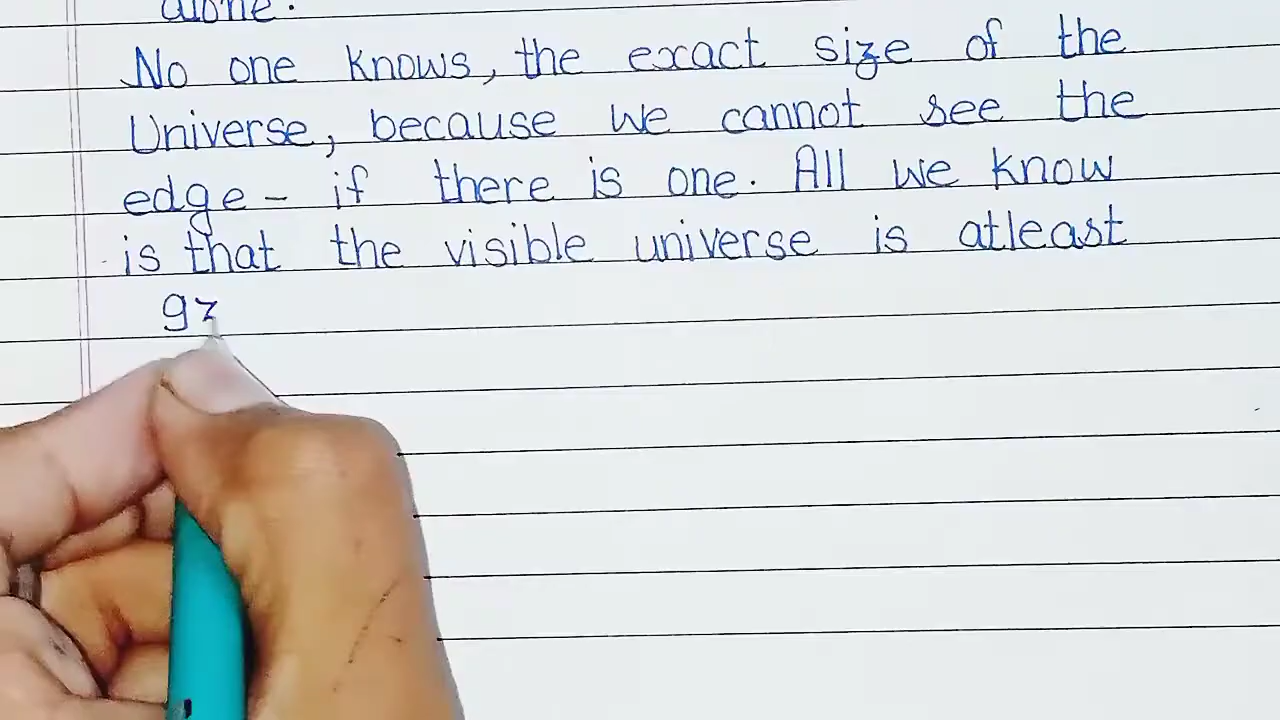 alone.
No one knows, the exact size of the
Universe, because we cannot see the
edge - if there is one. All we know
is that the visible universe is atleast
93